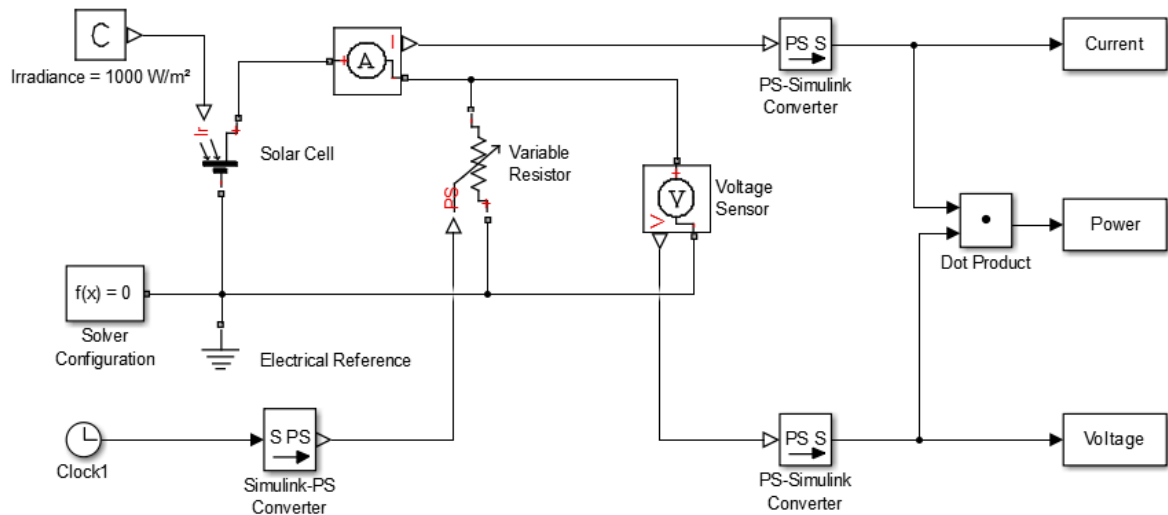 C
Irradiance = 1000 W/m²
Ir
+
Solar Cell
+
A
I
-
PS S
PS-Simulink
Converter
Current
-
PS
+
Variable
Resistor
+
V
V
-
Voltage
Sensor
Dot Product
Power
f(x) = 0
Solver
Configuration
Electrical Reference
Clock1
S PS
Simulink-PS
Converter
PS S
PS-Simulink
Converter
Voltage